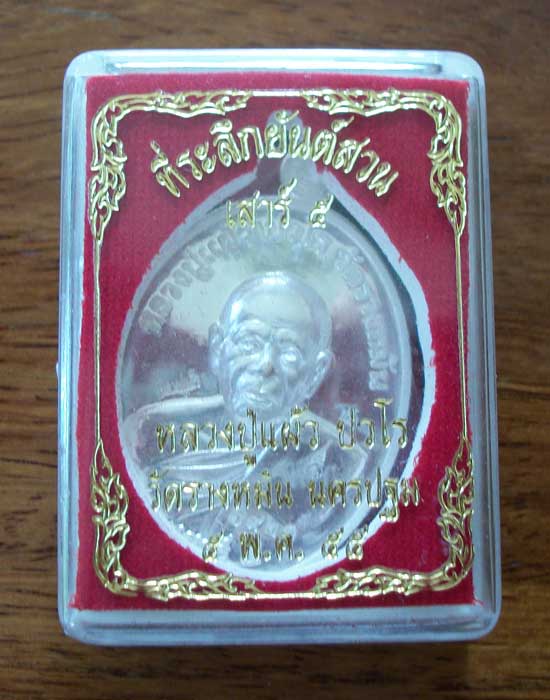 ที่ระลึกยันต์สวน
เสาร์ ๕
หลวงปู่แผ้ว ปวโร
วัดรางหมัน นครปฐม
๕ พ.ค. ๕๕